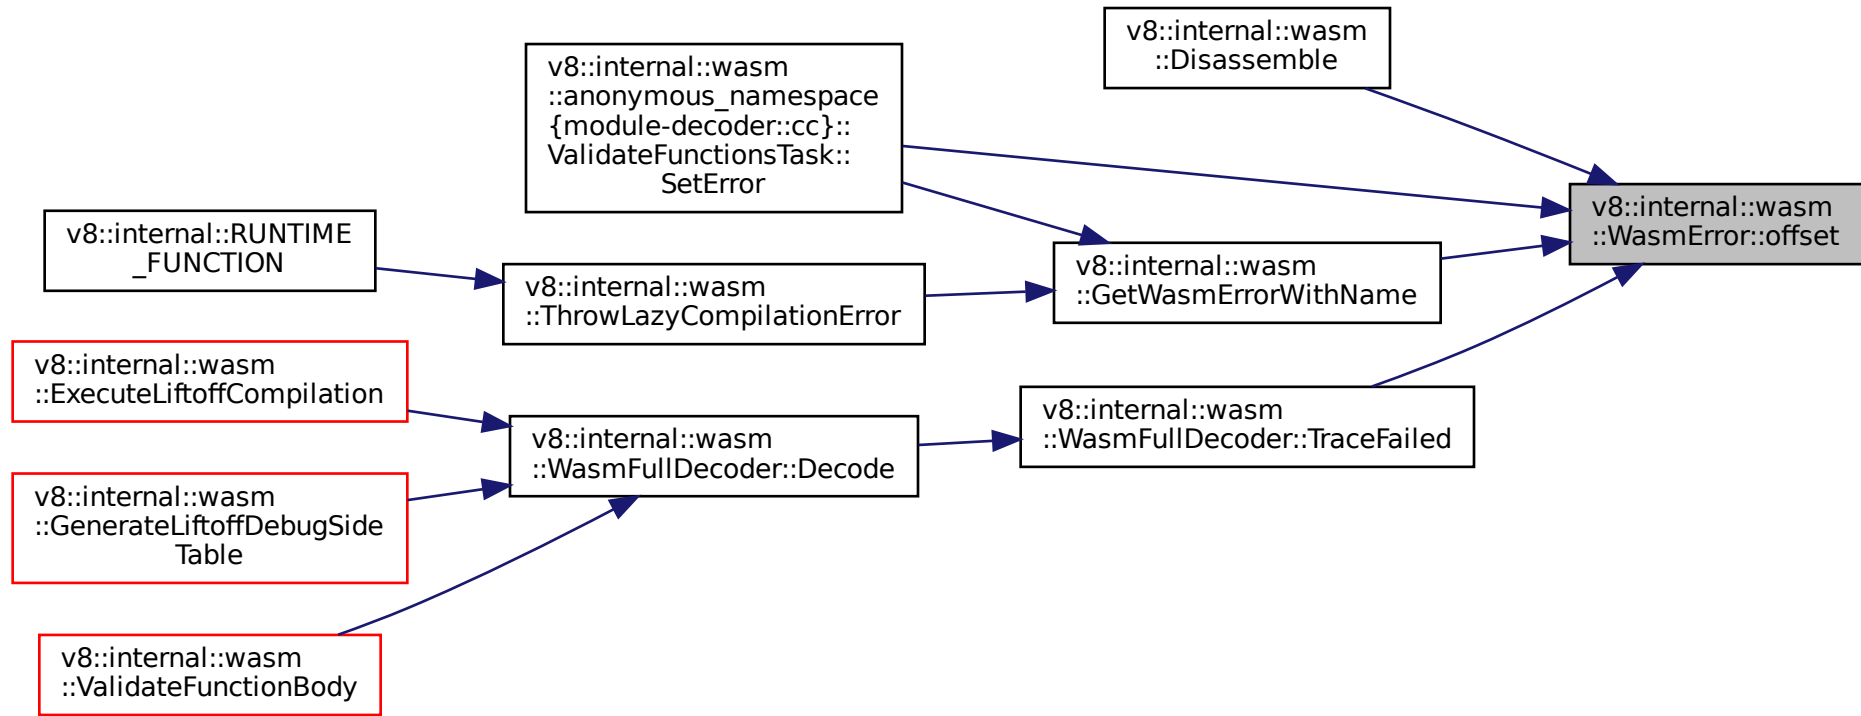 v8::internal::wasm
::Disassemble
v8::internal::wasm
::anonymous_namespace
{module-decoder::cc}::
ValidateFunctionsTask::
SetError
v8::internal::wasm
::WasmError::offset
v8::internal::RUNTIME
_FUNCTION
v8::internal::wasm
::GetWasmErrorWithName
v8::internal::wasm
::ThrowLazyCompilationError
v8::internal::wasm
::ExecuteLiftoffCompilation
v8::internal::wasm
::WasmFullDecoder::TraceFailed
v8::internal::wasm
::WasmFullDecoder::Decode
v8::internal::wasm
::GenerateLiftoffDebugSide
Table
v8::internal::wasm
::ValidateFunctionBody